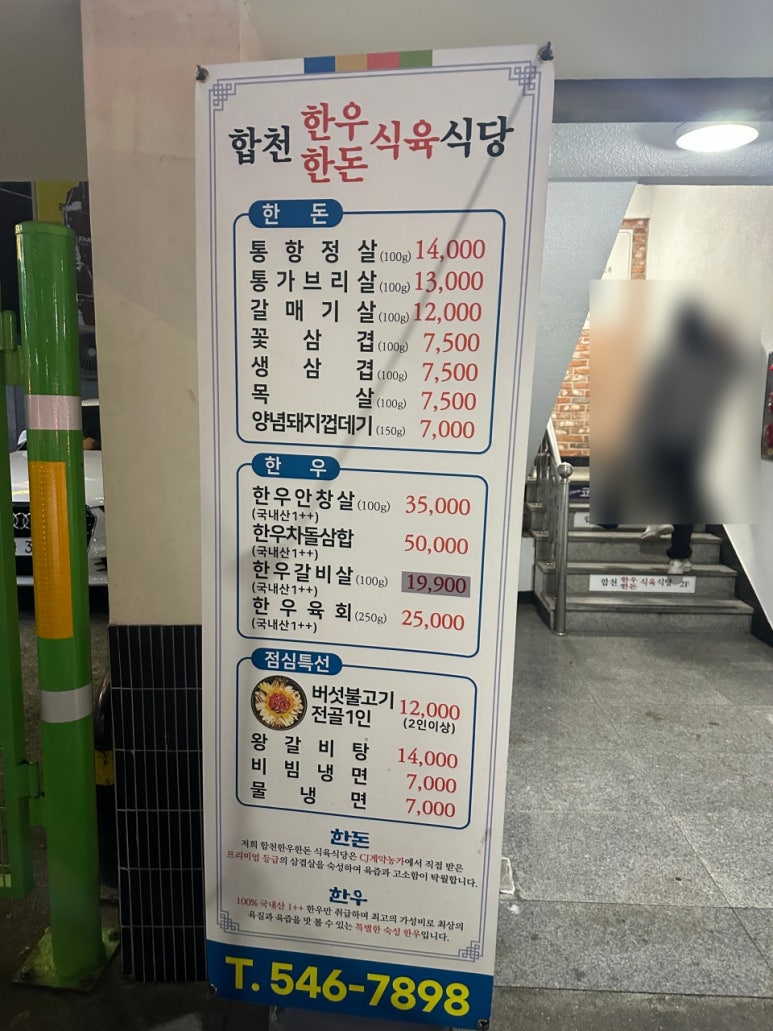 합천 한우 한돈 식육식당
한 돈
통항정살(100g) 14,000
통가브리살(100g) 13,000
갈매기살(100g) 12,000
꽃삼겹(100g) 7,500
생삼겹(100g) 7,500
목살(100g) 7,500
양념돼지껍데기(150g) 7,000
한 우
한우안창살(100g) 35,000
(국내산1++)
한우차돌삼합 50,000
(국내산1++)
한우갈비살(100g) 19,900
(국내산1++)
한우육회(250g) 25,000
(국내산1++)
점심특선
버섯불고기
전골1인 12,000
(2인이상)
왕갈비탕 14,000
비빔냉면 7,000
물냉면 7,000
한돈
저희 합천한우한돈 식육식당은 CJ계약농가에서 직접 받은
프리미엄 등급의 삼겹살을 숙성하여 육즙과 고소함이 탁월합니다.
한우
100% 국내산 1++ 한우만 취급하며 최고의 가성비로 최상의
육질과 육즙을 맛 볼 수 있는 특별한 숙성 한우입니다.
T. 546-7898
합천 한우 한돈 식육식당 2F